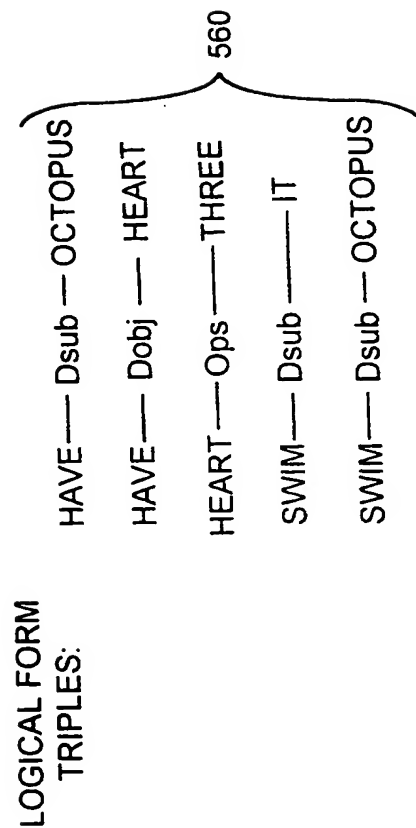 LOGICAL FORM
TRIPLES:
HAVE — Dsub — OCTOPUS
HAVE — Dobj — HEART
HEART — Ops — THREE
SWIM — Dsub — IT
SWIM — Dsub — OCTOPUS
560